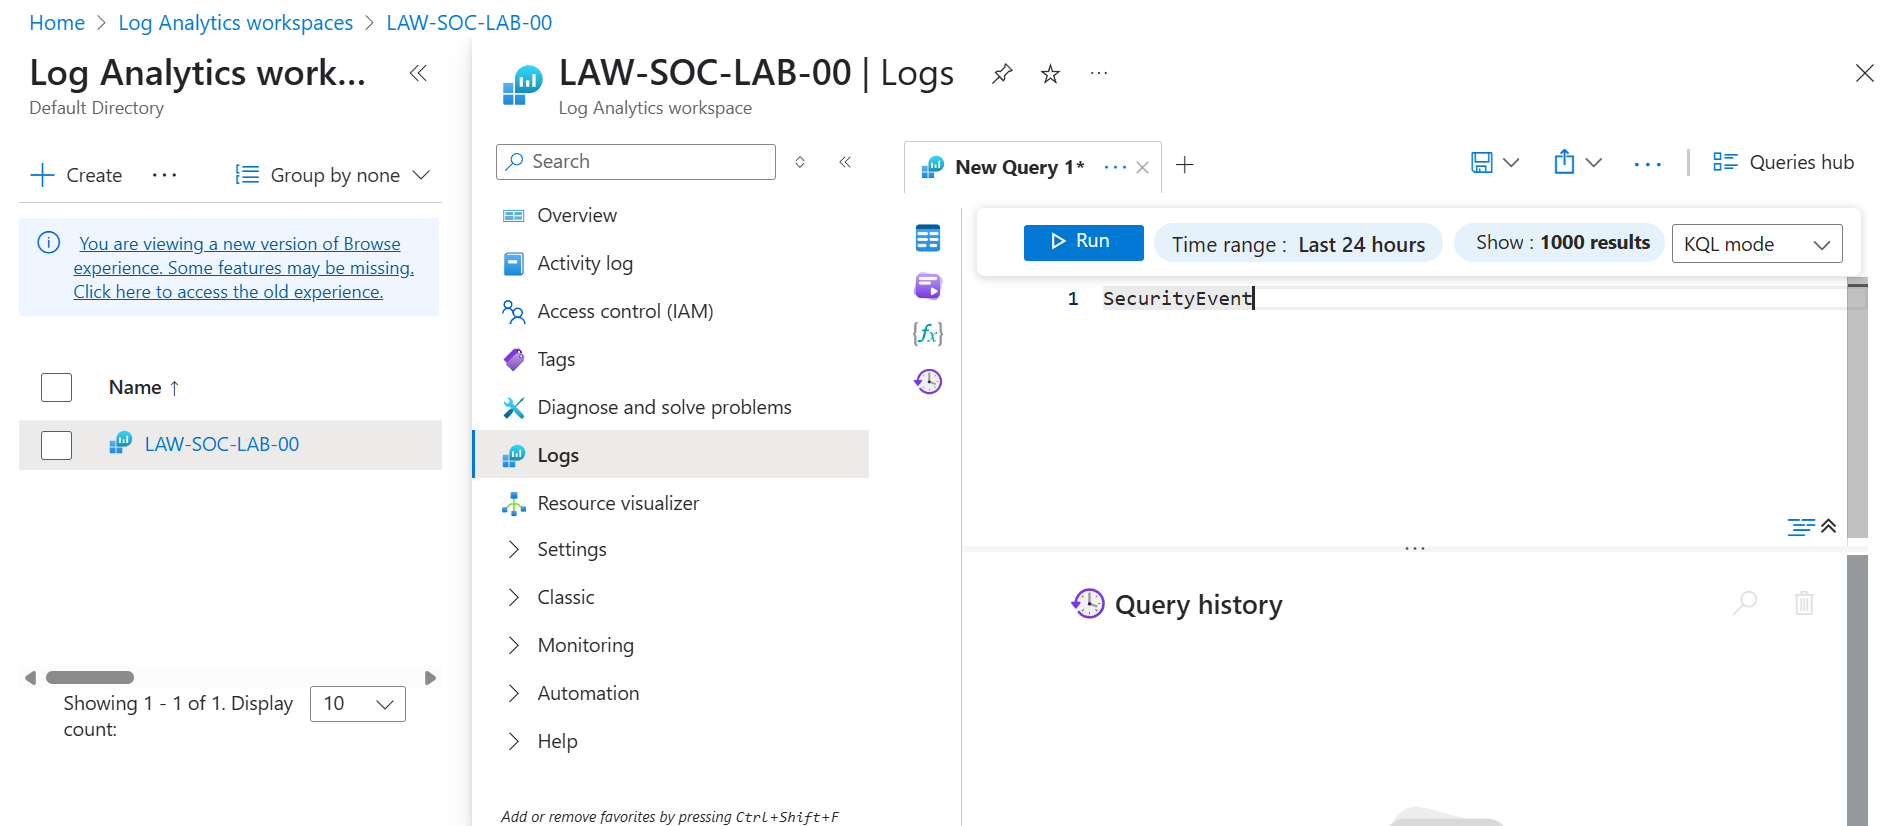 Home > Log Analytics workspaces > LAW-SOC-LAB-00
Log Analytics work...
Default Directory
Create
Group by none
You are viewing a new version of Browse
experience. Some features may be missing.
Click here to access the old experience.
Name ↑
LAW-SOC-LAB-00
Showing 1 - 1 of 1. Display
count:
10
LAW-SOC-LAB-00 | Logs
Log Analytics workspace
Search
Overview
Activity log
Access control (IAM)
Tags
Diagnose and solve problems
Logs
Resource visualizer
Settings
Classic
Monitoring
Automation
Help
Add or remove favorites by pressing Ctrl+Shift+F
New Query 1*
Queries hub
Run
Time range : Last 24 hours
Show : 1000 results
KQL mode
{fx}
1 SecurityEvent
Query history